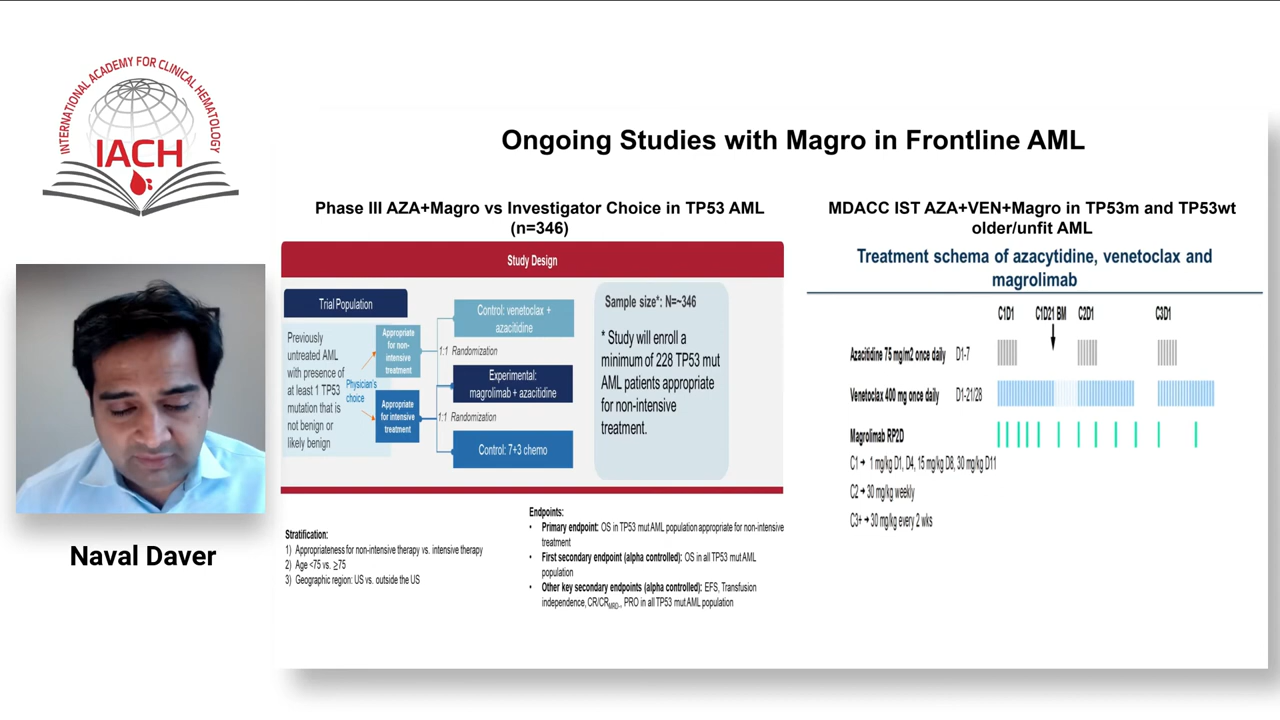 INTERNATIONAL ACADEMY FOR CLINICAL HEMATOLOGY
IACH
Naval Daver
Ongoing Studies with Magro in Frontline AML
Phase III AZA+Magro vs Investigator Choice in TP53 AML
(n=346)
Study Design
Trial Population
Previously
untreated AML
with presence of
at least 1 TP53
mutation that is
not benign or
likely benign
Physician's
choice
Appropriate
for non-
intensive
treatment
Appropriate
for intensive
treatment
Control: venetoclax +
azacitidine
1:1 Randomization
Experimental:
magrolimab + azacitidine
1:1 Randomization
Control: 7+3 chemo
Sample size*: N=~346
* Study will enroll a
minimum of 228 TP53 mut
AML patients appropriate
for non-intensive
treatment.
Stratification:
1) Appropriateness for non-intensive therapy vs. intensive therapy
2) Age <75 vs. ≥75
3) Geographic region: US vs. outside the US
Endpoints:
• Primary endpoint: OS in TP53 mut AML population appropriate for non-intensive
treatment
• First secondary endpoint (alpha controlled): OS in all TP53 mut AML
population
• Other key secondary endpoints (alpha controlled): EFS, Transfusion
independence, CR/CRMRD-, PRO in all TP53 mut AML population
MDACC IST AZA+VEN+Magro in TP53m and TP53wt
older/unfit AML
Treatment schema of azacytidine, venetoclax and
magrolimab
C1D1 C1D21 BM C2D1 C3D1
Azacitidine 75 mg/m2 once daily D1-7
Venetoclax 400 mg once daily D1-21/28
Magrolimab RP2D
C1 → 1 mg/kg D1, D4, 15 mg/kg D8, 30 mg/kg D11
C2 → 30 mg/kg weekly
C3+ → 30 mg/kg every 2 wks